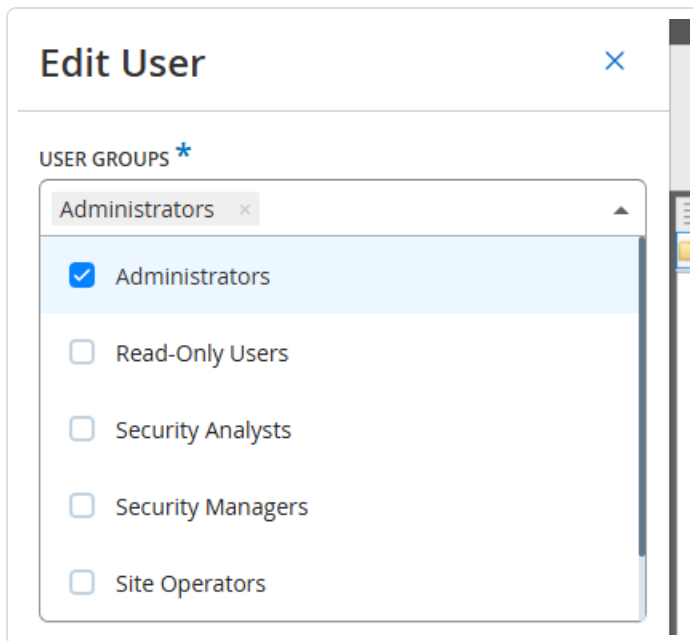 Edit User
USER GROUPS *
Administrators ×
Administrators
Read-Only Users
Security Analysts
Security Managers
Site Operators